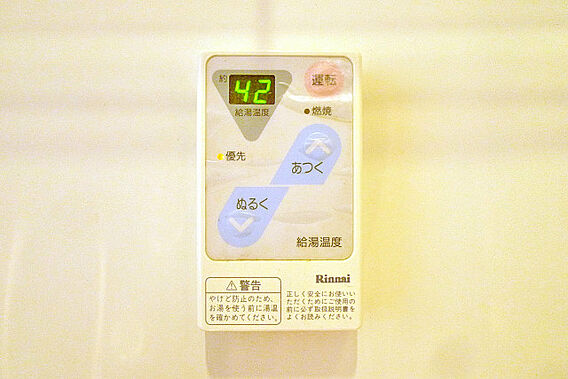 約 42
運転
給湯温度
燃焼
優先
あつく
ぬるく
給湯温度
Rinnai
警告
やけど防止のため、
お湯を使う前に湯温
を確かめてください。
正しく安全にお使いい
ただくためにご使用の
前に必ず取扱説明書を
よくお読みください。